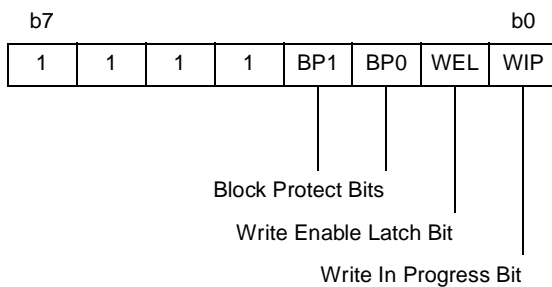 b7 b0
1 1 1 1 BP1 BP0 WEL WIP
Block Protect Bits
Write Enable Latch Bit
Write In Progress Bit